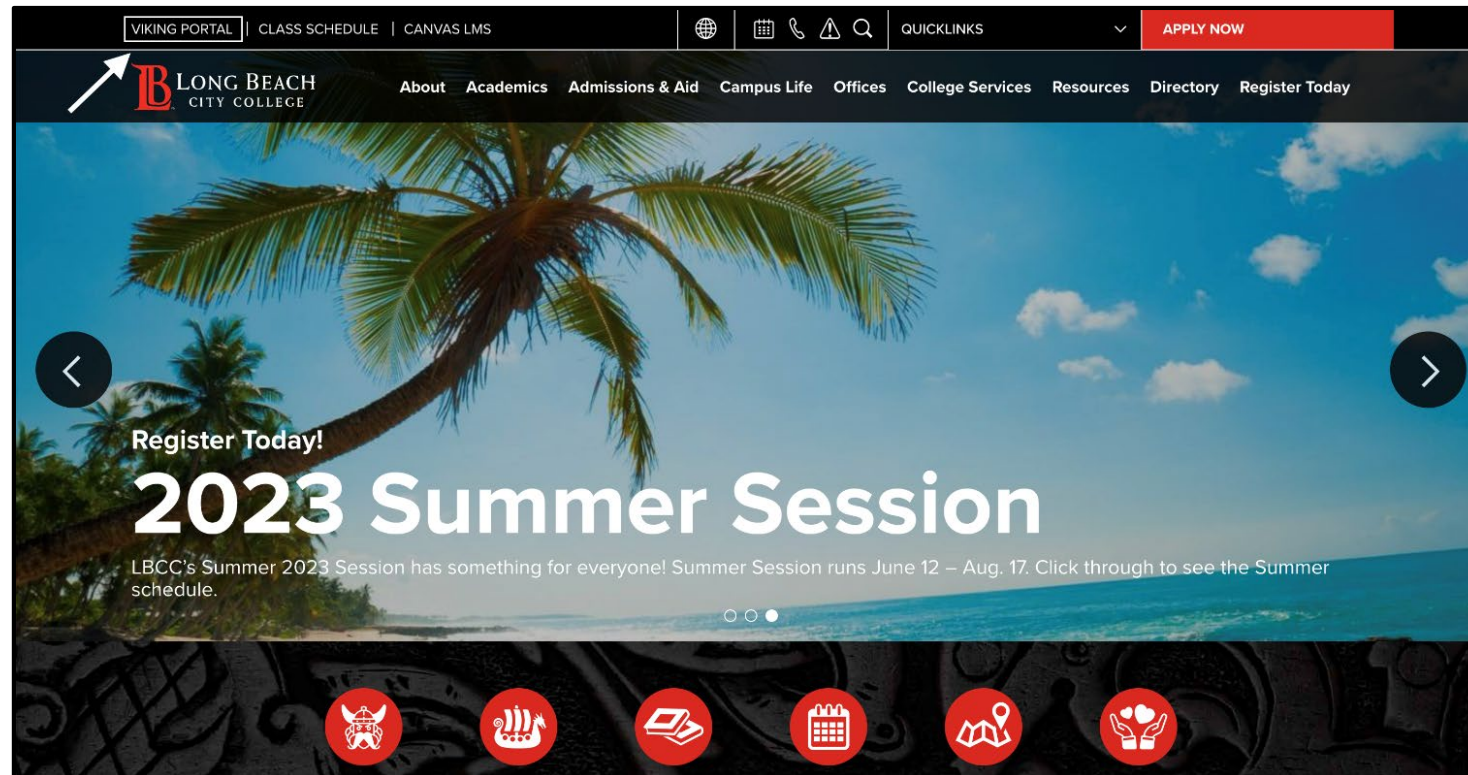 VIKING PORTAL | CLASS SCHEDULE | CANVAS LMS
QUICKLINKS
APPLY NOW
LONG BEACH
CITY COLLEGE
About Academics Admissions & Aid Campus Life Offices College Services Resources Directory Register Today
Register Today!
2023 Summer Session
LBCC's Summer 2023 Session has something for everyone! Summer Session runs June 12 – Aug. 17. Click through to see the Summer
schedule.